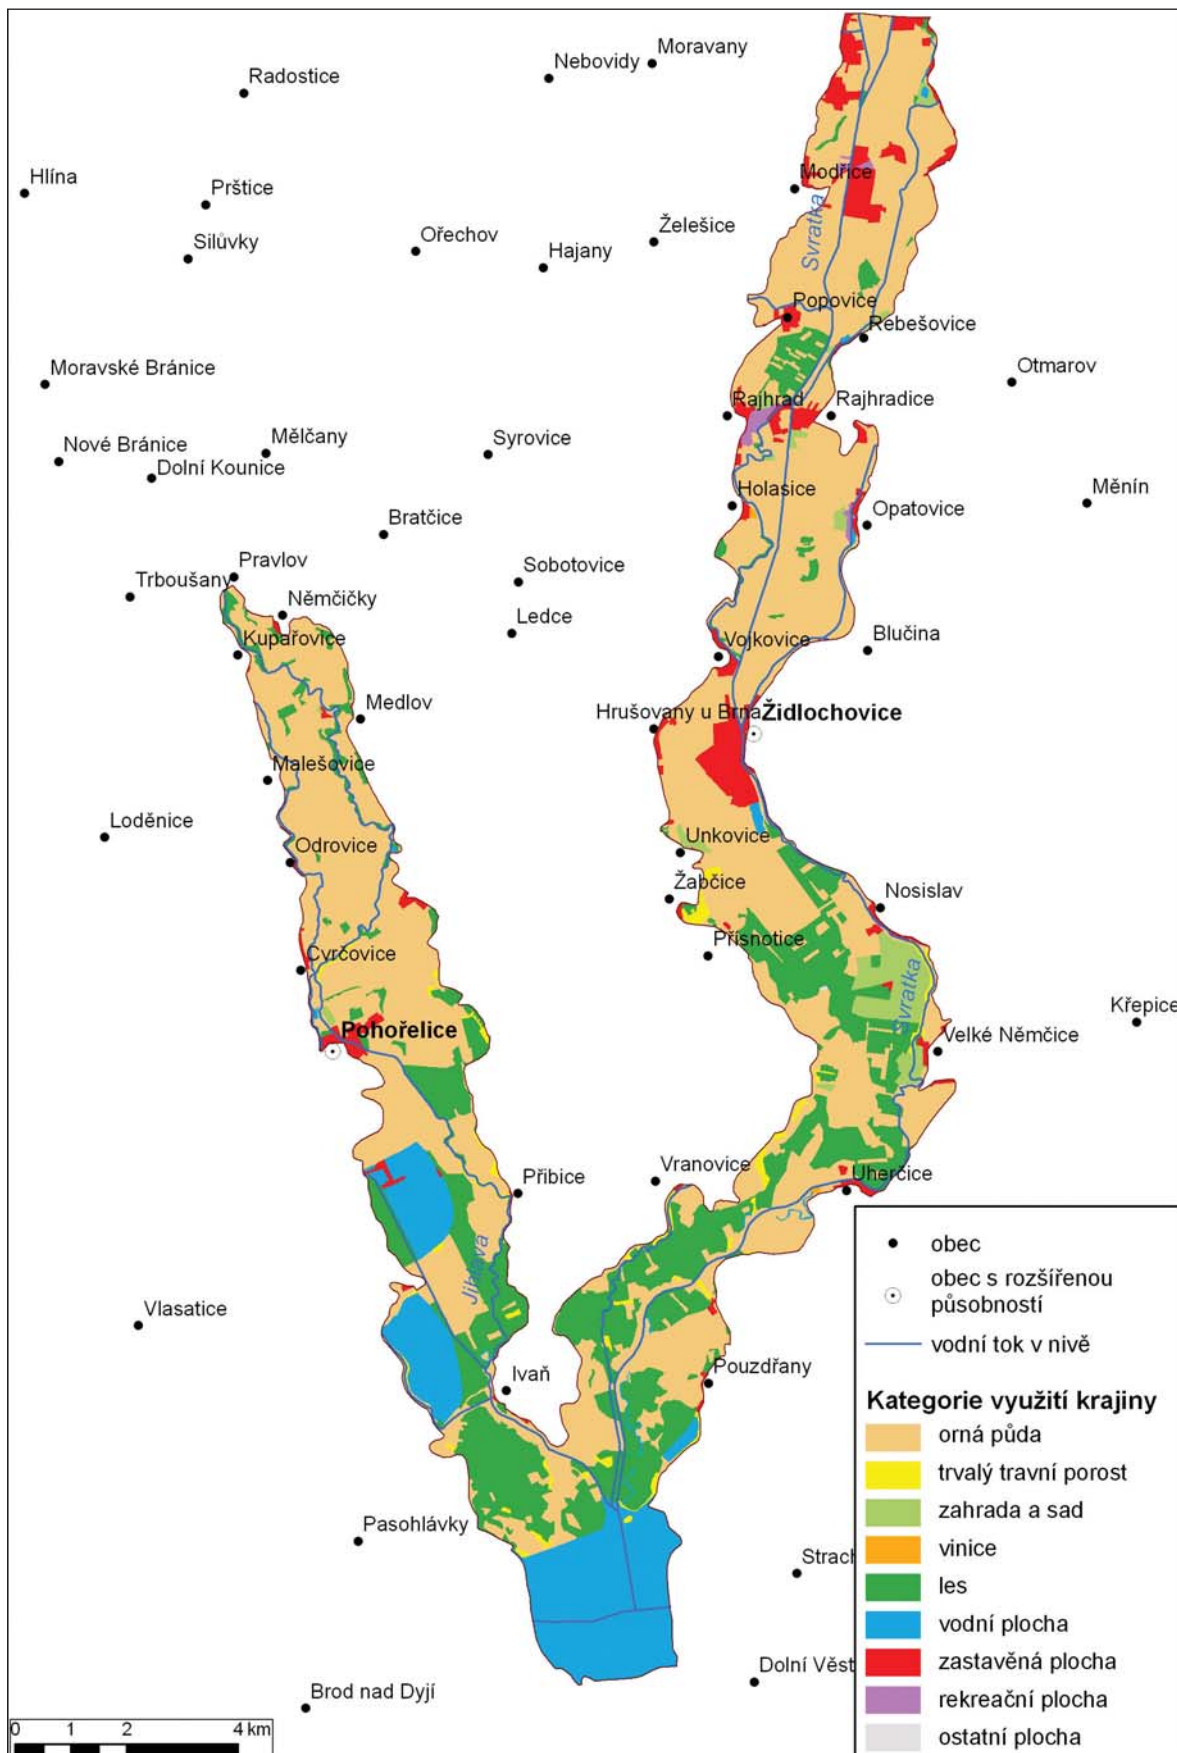 Moravany
Nebovidy
Radostice
Hlína
Modřice
Prštice
Svratka
Želešice
Silůvky
Ořechov
Hajany
Popovice
Rebešovice
Moravské Bránice
Otmarov
Rajhrad
Rajhradice
Nové Bránice
Mělčany
Syrovice
Dolní Kounice
Holasice
Měnín
Opatovice
Bratčice
Pravlov
Sobotovice
Trboušany
Němčičky
Ledce
Kupařovice
Vojkovice
Blučina
Medlov
Hrušovany u Brna
Židlochovice
Malešovice
Loděnice
Unkovice
Odrovice
Žabčice
Nosislav
Přísnotice
Cvrčovice
Svratka
Křepice
Pohořelice
Velké Němčice
Vranovice
Uherčice
Přibice
Jihlava
Vlasatice
Ivaň
Pouzdřany
Pasohlávky
Strach
Dolní Věst
Brod nad Dyjí
0 1 2 4 km
obec
obec s rozšířenou
působností
vodní tok v nivě
Kategorie využití krajiny
orná půda
trvalý travní porost
zahrada a sad
vinice
les
vodní plocha
zastavěná plocha
rekreační plocha
ostatní plocha